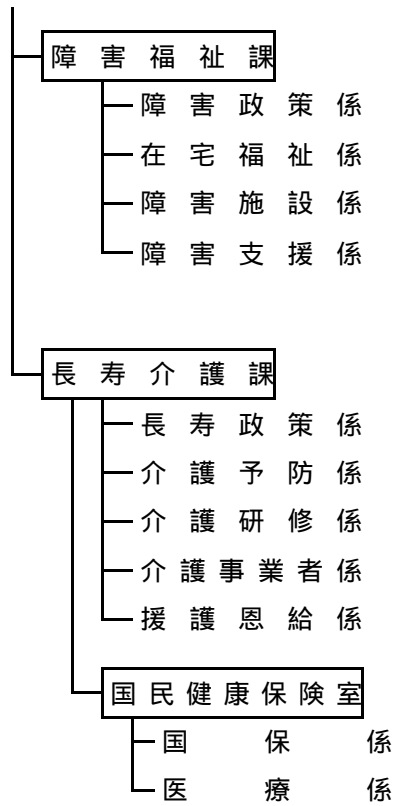 障害福祉課
障害政策係
在宅福祉係
障害施設係
障害支援係
長寿介護課
長寿政策係
介護予防係
介護研修係
介護事業者係
援護恩給係
国民健康保険室
国保係
医療係